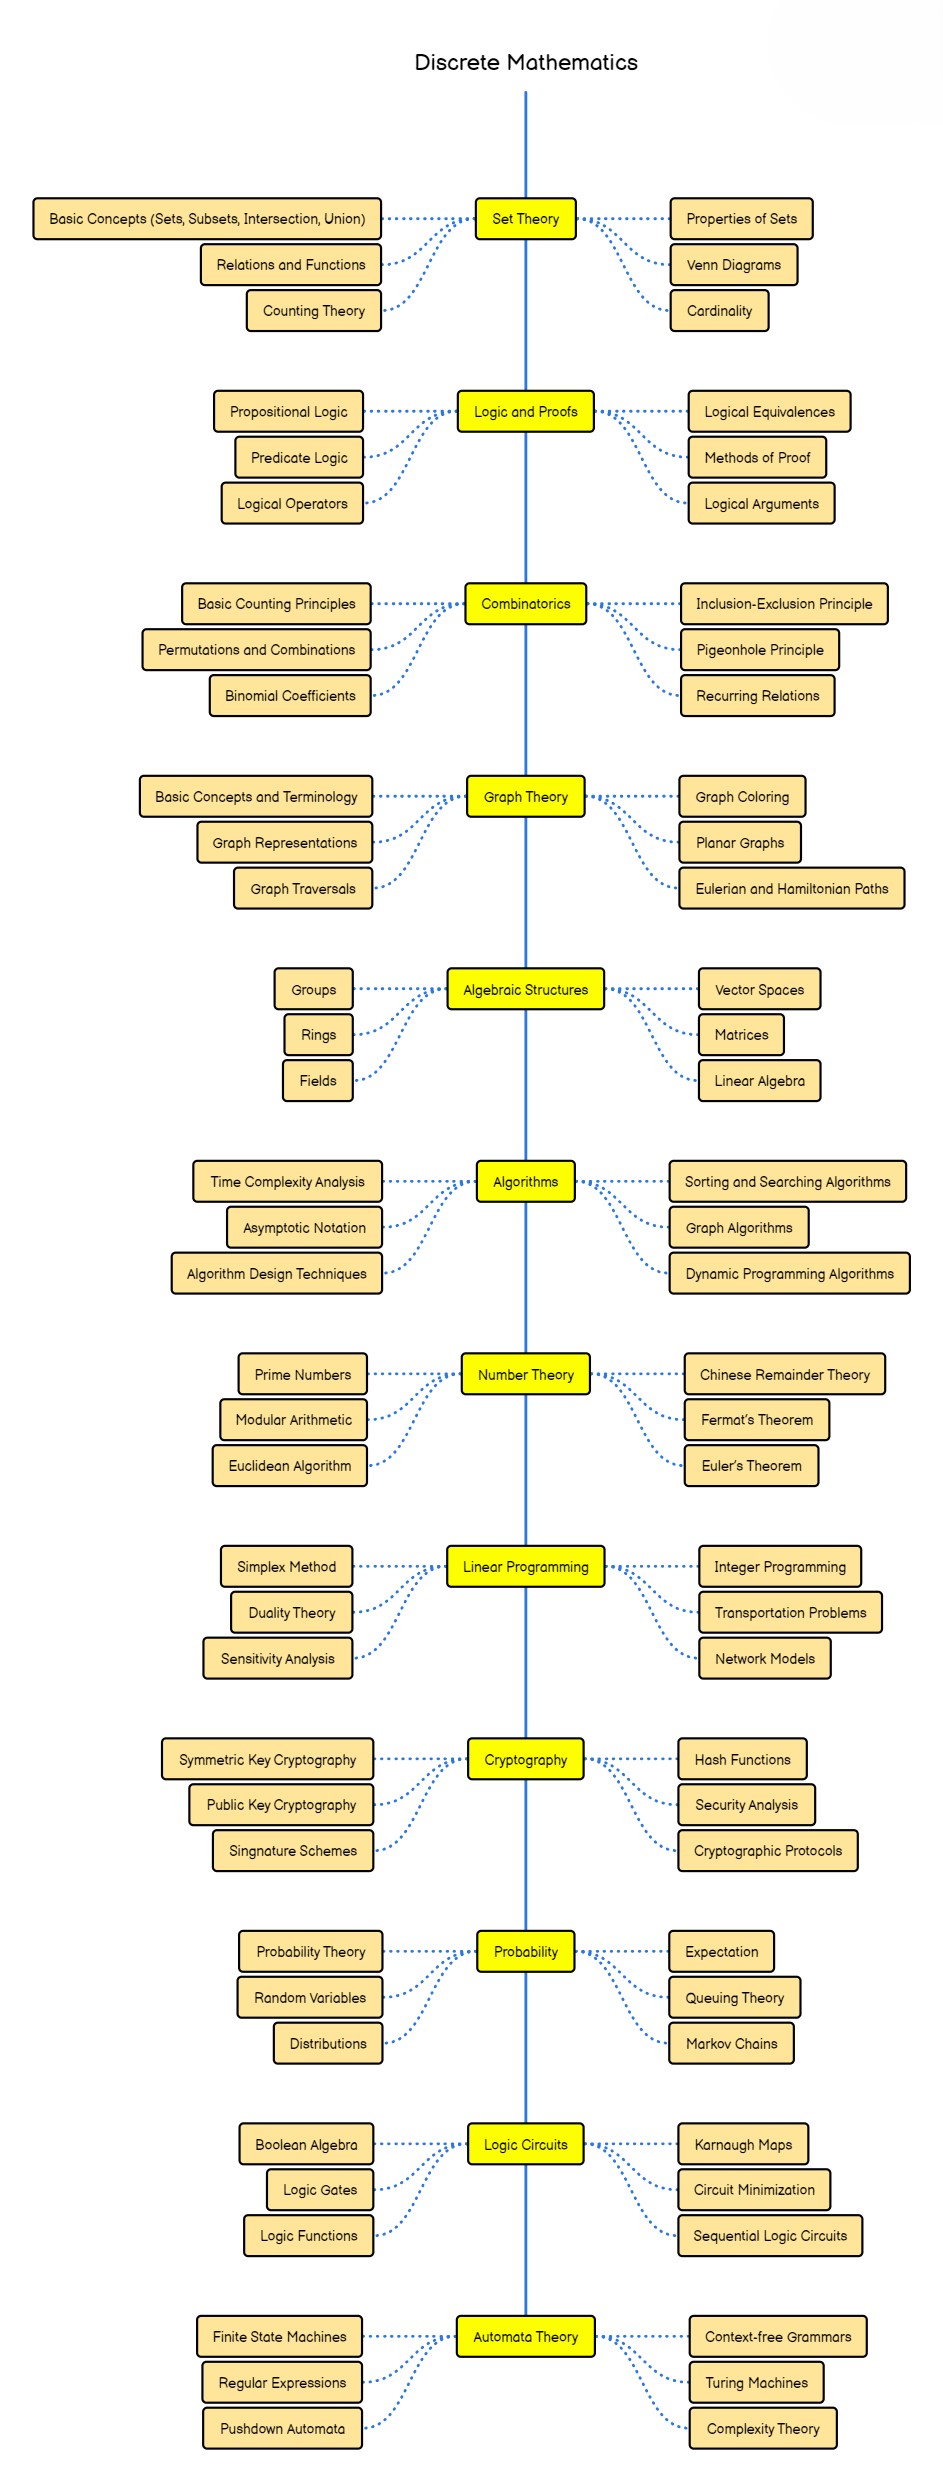 Discrete Mathematics
Basic Concepts (Sets, Subsets, Intersection, Union)
Set Theory
Properties of Sets
Relations and Functions
Venn Diagrams
Counting Theory
Cardinality
Propositional Logic
Logic and Proofs
Logical Equivalences
Predicate Logic
Methods of Proof
Logical Operators
Logical Arguments
Basic Counting Principles
Combinatorics
Inclusion-Exclusion Principle
Permutations and Combinations
Pigeonhole Principle
Binomial Coefficients
Recurring Relations
Basic Concepts and Terminology
Graph Theory
Graph Coloring
Graph Representations
Planar Graphs
Graph Traversals
Eulerian and Hamiltonian Paths
Groups
Algebraic Structures
Vector Spaces
Rings
Matrices
Fields
Linear Algebra
Time Complexity Analysis
Algorithms
Sorting and Searching Algorithms
Asymptotic Notation
Graph Algorithms
Algorithm Design Techniques
Dynamic Programming Algorithms
Prime Numbers
Number Theory
Chinese Remainder Theory
Modular Arithmetic
Fermat's Theorem
Euclidean Algorithm
Euler's Theorem
Simplex Method
Linear Programming
Integer Programming
Duality Theory
Transportation Problems
Sensitivity Analysis
Network Models
Symmetric Key Cryptography
Cryptography
Hash Functions
Public Key Cryptography
Security Analysis
Singnature Schemes
Cryptographic Protocols
Probability Theory
Probability
Expectation
Random Variables
Queuing Theory
Distributions
Markov Chains
Boolean Algebra
Logic Circuits
Karnaugh Maps
Logic Gates
Circuit Minimization
Logic Functions
Sequential Logic Circuits
Finite State Machines
Automata Theory
Context-free Grammars
Regular Expressions
Turing Machines
Pushdown Automata
Complexity Theory